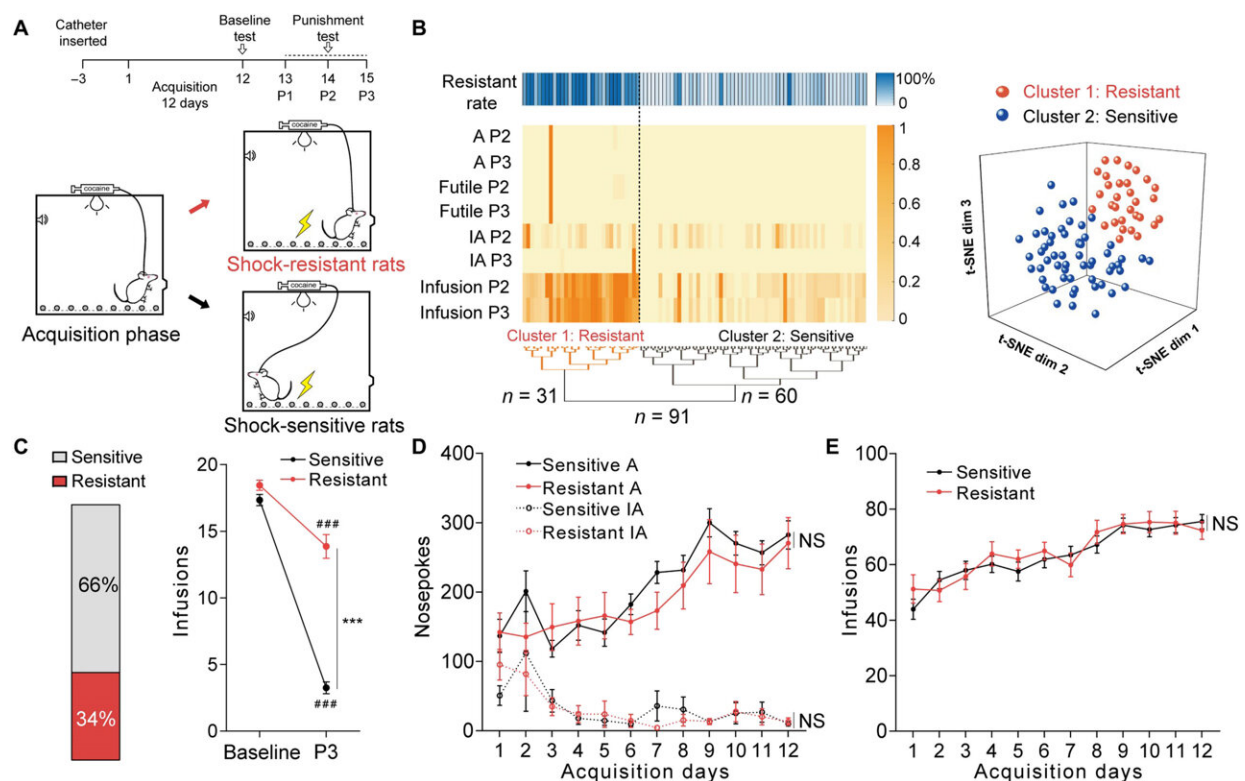 A
Catheter
inserted
Baseline
test
Punishment
test
–3
1
Acquisition
12 days
12
13
14
15
P1
P2
P3
cocaine
cocaine
Shock-resistant rats
Acquisition phase
cocaine
Shock-sensitive rats
B
Resistant
rate
100%
0
A P2
A P3
Futile P2
Futile P3
IA P2
IA P3
Infusion P2
Infusion P3
1
0.8
0.6
0.4
0.2
0
Cluster 1: Resistant
Cluster 2: Sensitive
n = 31
n = 60
n = 91
Cluster 1: Resistant
Cluster 2: Sensitive
t-SNE dim 3
t-SNE dim 2
t-SNE dim 1
C
Sensitive
Resistant
66%
34%
Infusions
20
15
10
5
0
Sensitive
Resistant
###
***
###
Baseline
P3
D
Nosepokes
400
300
200
100
0
Sensitive A
Resistant A
Sensitive IA
Resistant IA
NS
NS
1 2 3 4 5 6 7 8 9 10 11 12
Acquisition days
E
Infusions
100
80
60
40
20
0
Sensitive
Resistant
NS
1 2 3 4 5 6 7 8 9 10 11 12
Acquisition days